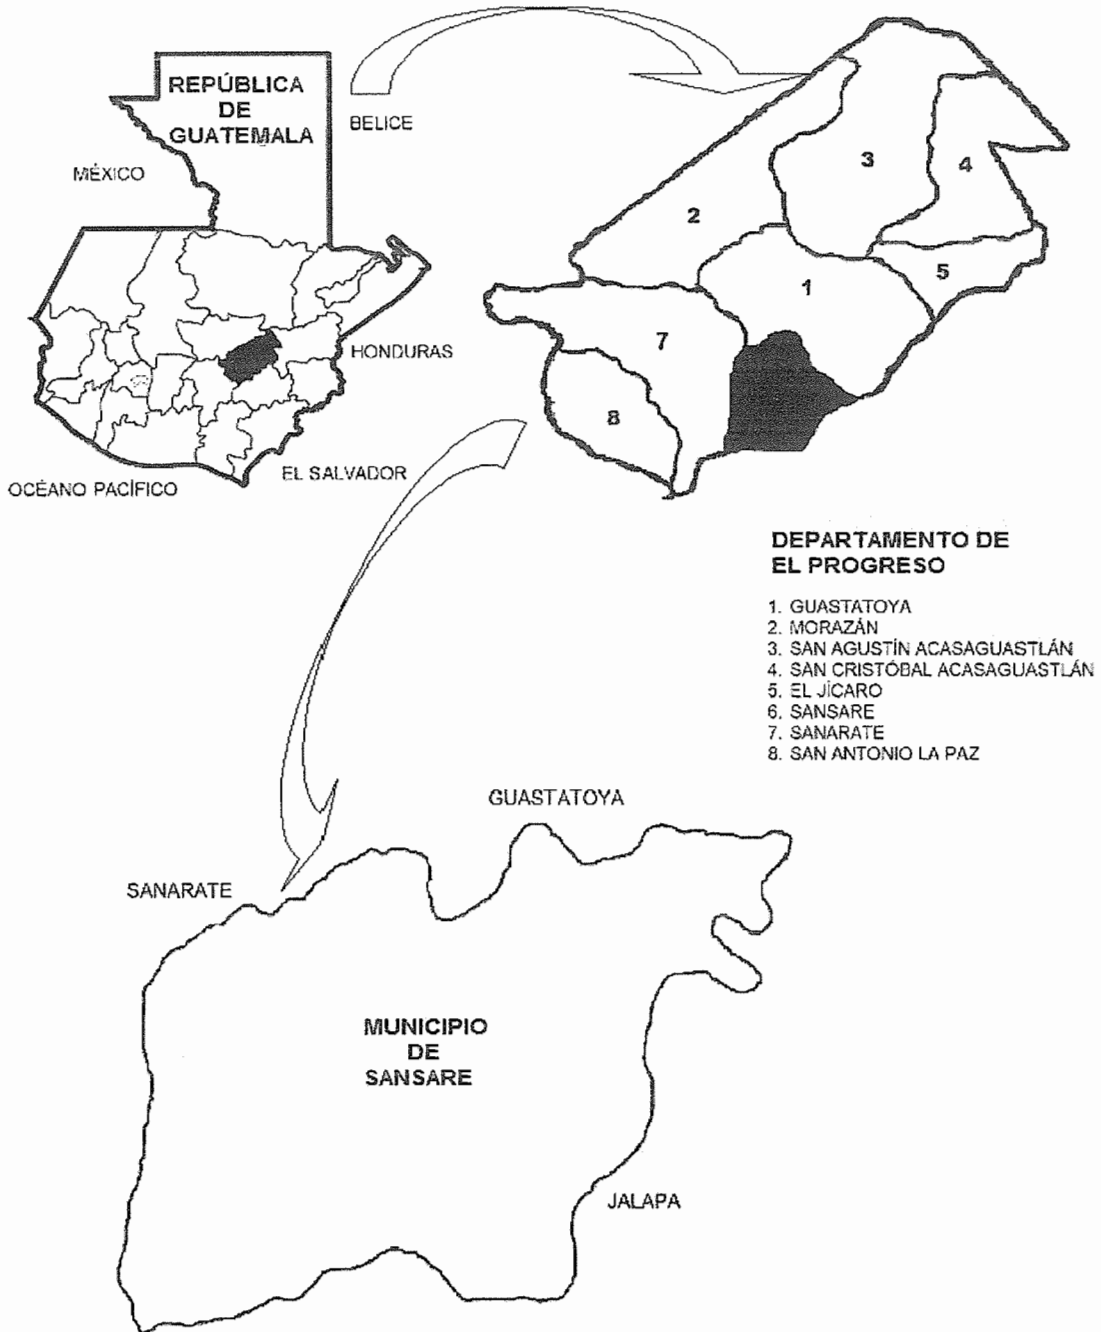 REPÚBLICA
DE
GUATEMALA
BELICE
MÉXICO
HONDURAS
EL SALVADOR
OCÉANO PACÍFICO
2
3
4
1
5
7
8
DEPARTAMENTO DE
EL PROGRESO
1. GUASTATOYA
2. MORAZÁN
3. SAN AGUSTÍN ACASAGUASTLÁN
4. SAN CRISTÓBAL ACASAGUASTLÁN
5. EL JÍCARO
6. SANSARE
7. SANARATE
8. SAN ANTONIO LA PAZ
GUASTATOYA
SANARATE
MUNICIPIO
DE
SANSARE
JALAPA